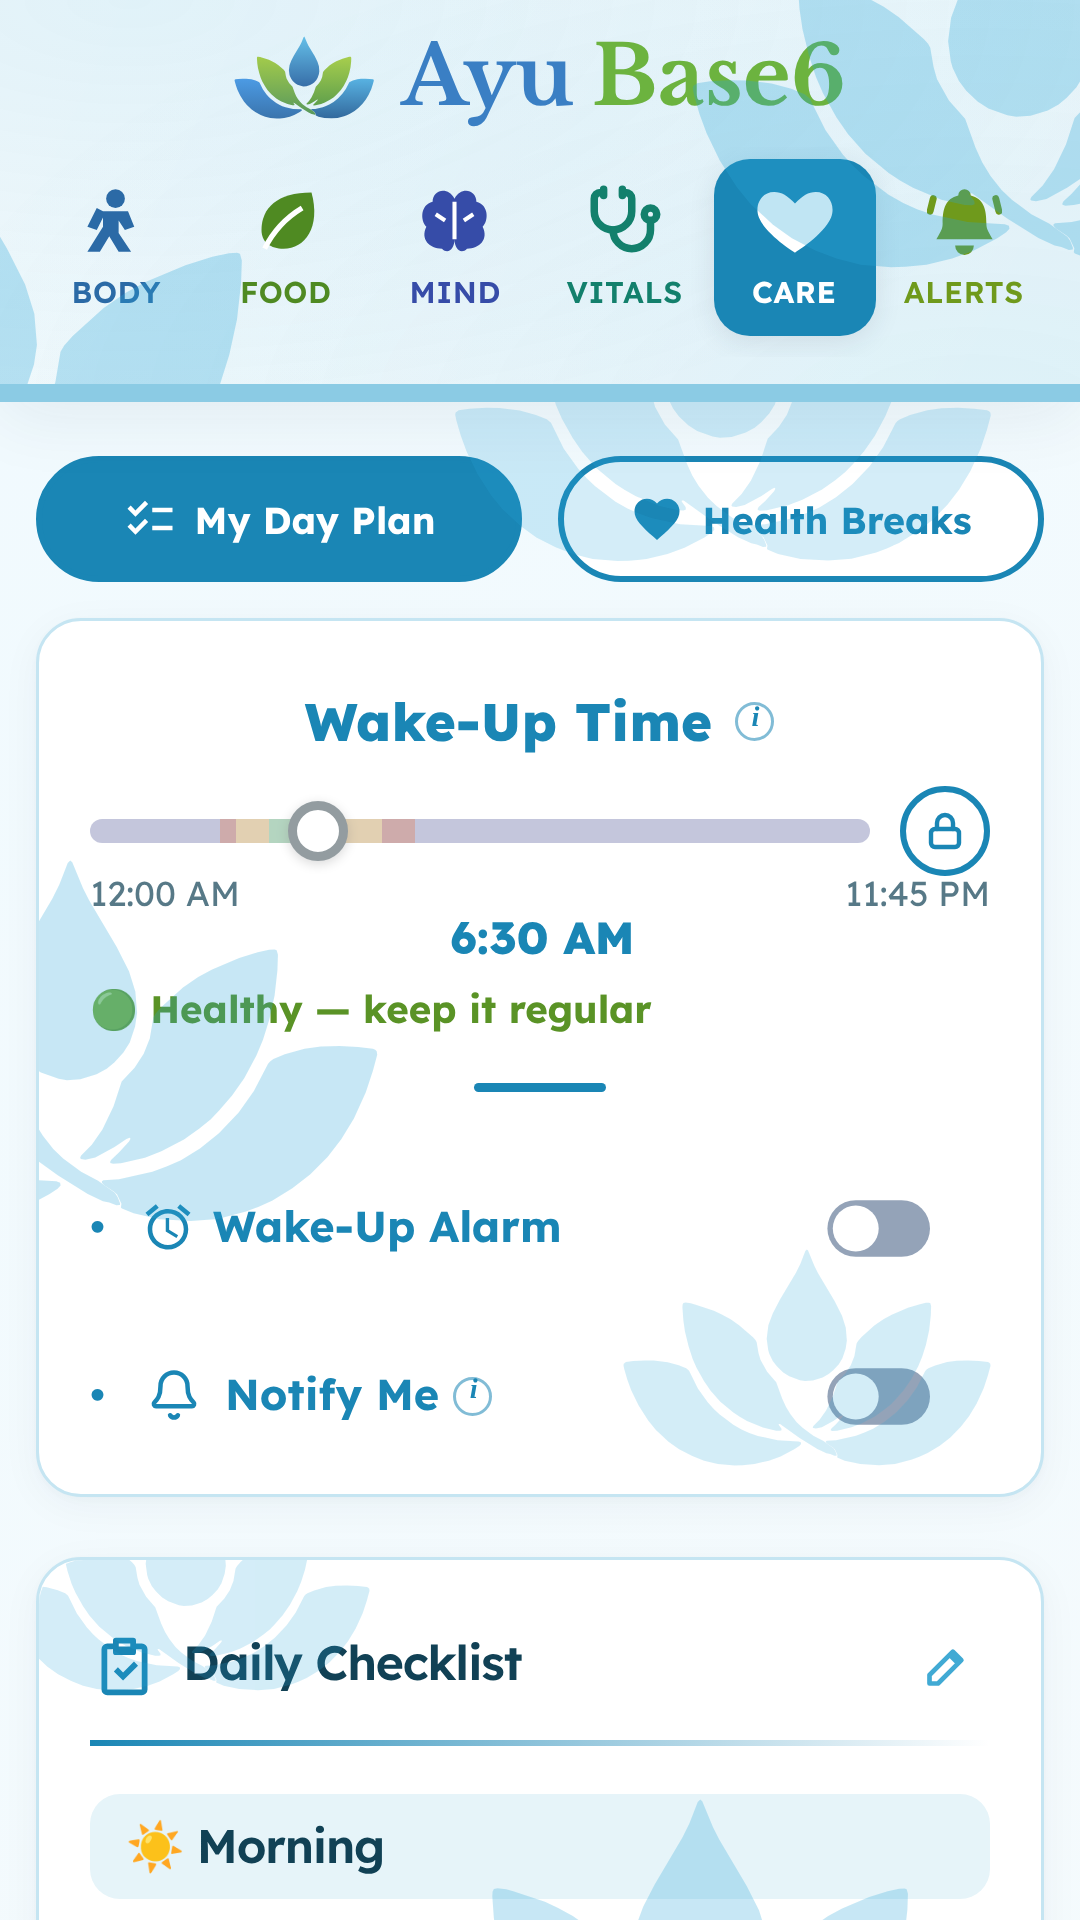 Ayu Base6
BODY FOOD MIND VITALS CARE ALERTS
My Day Plan Health Breaks
Wake-Up Time i
12:00 AM 11:45 PM
6:30 AM
Healthy — keep it regular
• Wake-Up Alarm
• Notify Me i
Daily Checklist
Morning